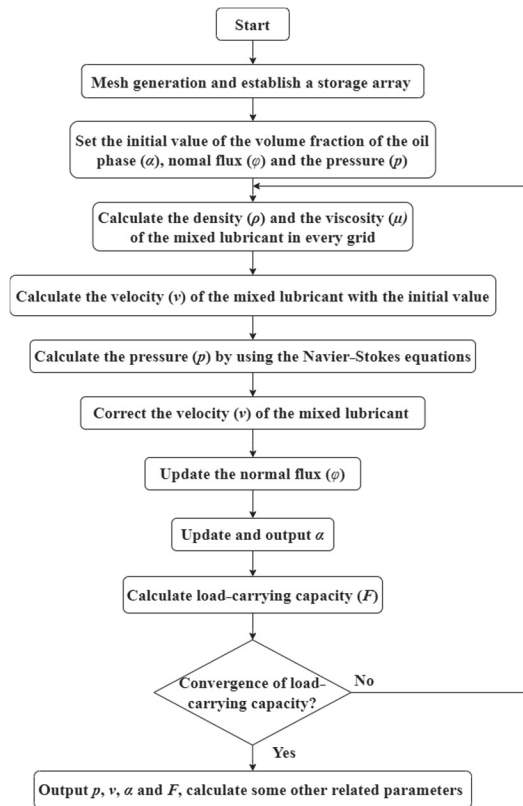 Start
Mesh generation and establish a storage array
Set the initial value of the volume fraction of the oil
phase (α), nomal flux (φ) and the pressure (p)
Calculate the density (ρ) and the viscosity (μ)
of the mixed lubricant in every grid
Calculate the velocity (v) of the mixed lubricant with the initial value
Calculate the pressure (p) by using the Navier–Stokes equations
Correct the velocity (v) of the mixed lubricant
Update the normal flux (φ)
Update and output α
Calculate load-carrying capacity (F)
Convergence of load-
carrying capacity?
No
Yes
Output p, v, α and F, calculate some other related parameters